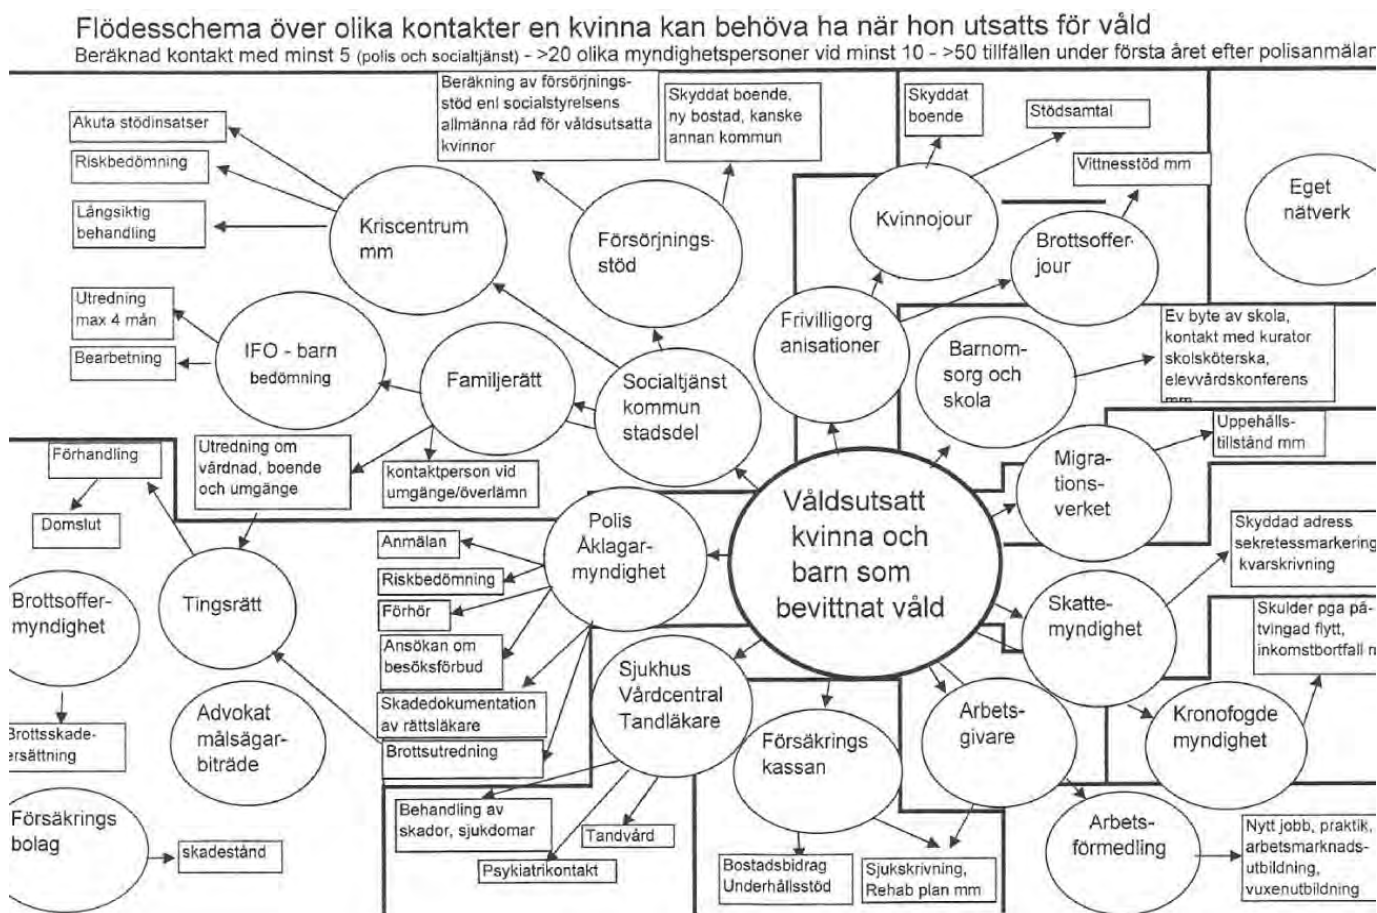 Flödesschema över olika kontakter en kvinna kan behöva ha när hon utsatts för våld
Beräknad kontakt med minst 5 (polis och socialtjänst) - >20 olika myndighetspersoner vid minst 10 - >50 tillfällen under första året efter polisanmälan
Akuta stödinsatser
Riskbedömning
Långsiktig
behandling
Kriscentrum
mm
Beräkning av försörjnings-
stöd enl socialstyrelsens
allmänna råd för våldsutsatta
kvinnor
Skyddat boende,
ny bostad, kanske
annan kommun
Försörjnings-
stöd
Skyddat
boende
Stödsamtal
Vittnesstöd mm
Kvinnojour
Brottsoffer-
jour
Eget
nätverk
Utredning
max 4 mån
Bearbetning
IFO - barn
bedömning
Familjerätt
Socialtjänst
kommun
stadsdel
Frivilligorg
anisationer
Barnom-
sorg och
skola
Ev byte av skola,
kontakt med kurator
skolsköterska,
elevvårdskonferens
mm
Uppehålls-
tillstånd mm
Migra-
tions-
verket
Förhandling
Domslut
Utredning om
vårdnad, boende
och umgänge
kontaktperson vid
umgänge/överlämn
Våldsutsatt
kvinna och
barn som
bevittnat våld
Polis
Åklagar-
myndighet
Anmälan
Riskbedömning
Förhör
Ansökan om
besöksförbud
Skadedokumentation
av rättsläkare
Brottsutredning
Skyddad adress
sekretessmarkering
kvarskrivning
Skatte-
myndighet
Skulder pga på-
tvingad flytt,
inkomstbortfall
Brottsoffer-
myndighet
Tingsrätt
Brottsskade-
ersättning
Advokat
målsägar-
biträde
Sjukhus
Vårdcentral
Tandläkare
Försäkrings
kassan
Arbets-
givare
Kronofogde
myndighet
Försäkrings
bolag
skadestånd
Behandling av
skador, sjukdomar
Tandvård
Psykiatrikontakt
Bostadsbidrag
Underhållsstöd
Sjukskrivning,
Rehab plan mm
Arbets-
förmedling
Nytt jobb, praktik,
arbetsmarknads-
utbildning,
vuxenutbildning